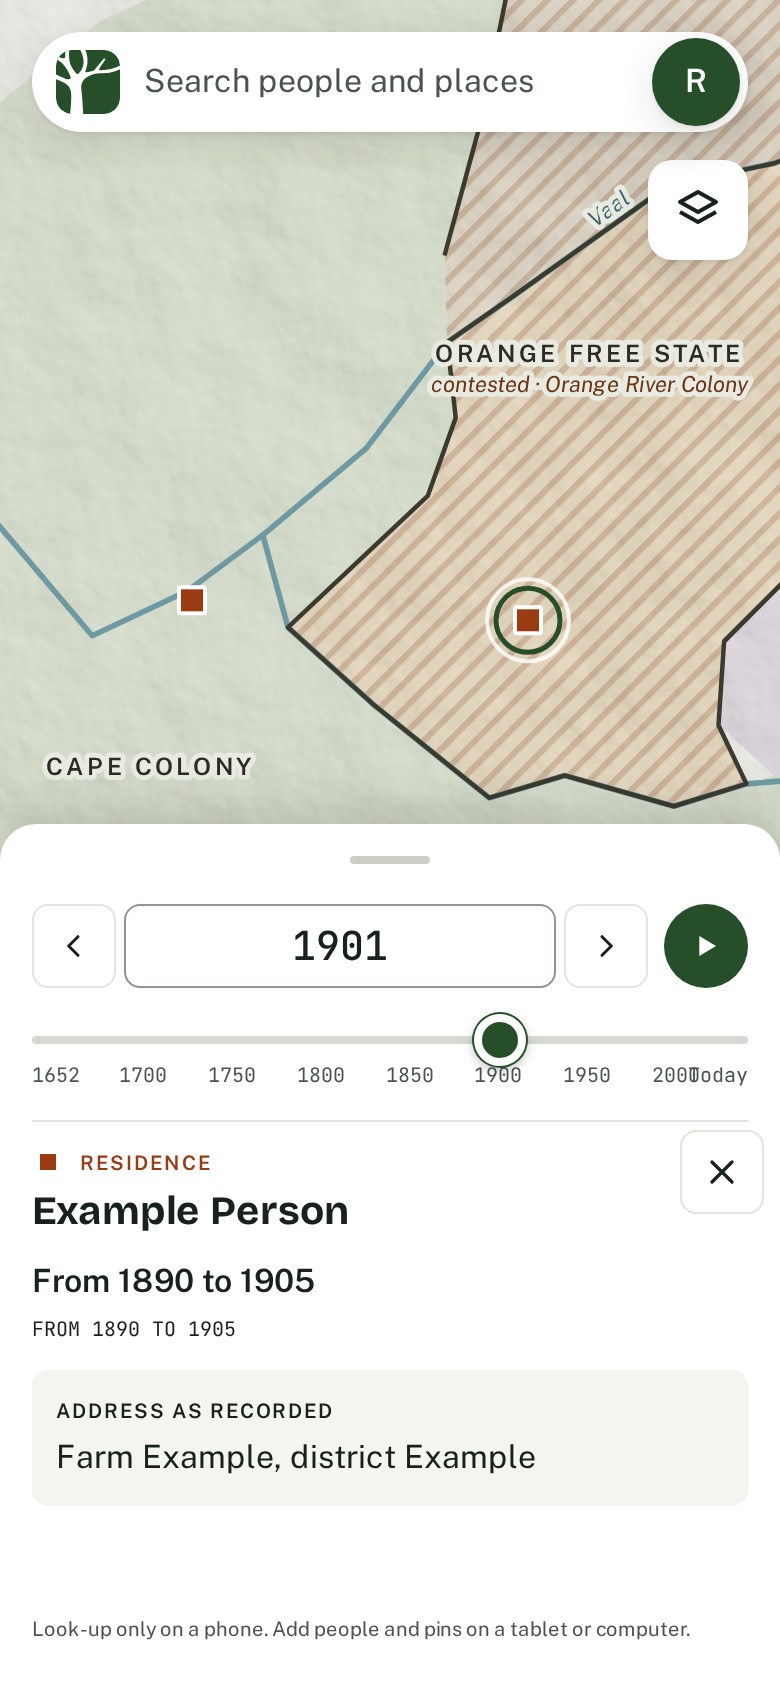 Search people and places
R
Vaal
ORANGE FREE STATE
contested · Orange River Colony
CAPE COLONY
1901
1652 1700 1750 1800 1850 1900 1950 2000 Today
RESIDENCE
Example Person
From 1890 to 1905
FROM 1890 TO 1905
ADDRESS AS RECORDED
Farm Example, district Example
Look-up only on a phone. Add people and pins on a tablet or computer.